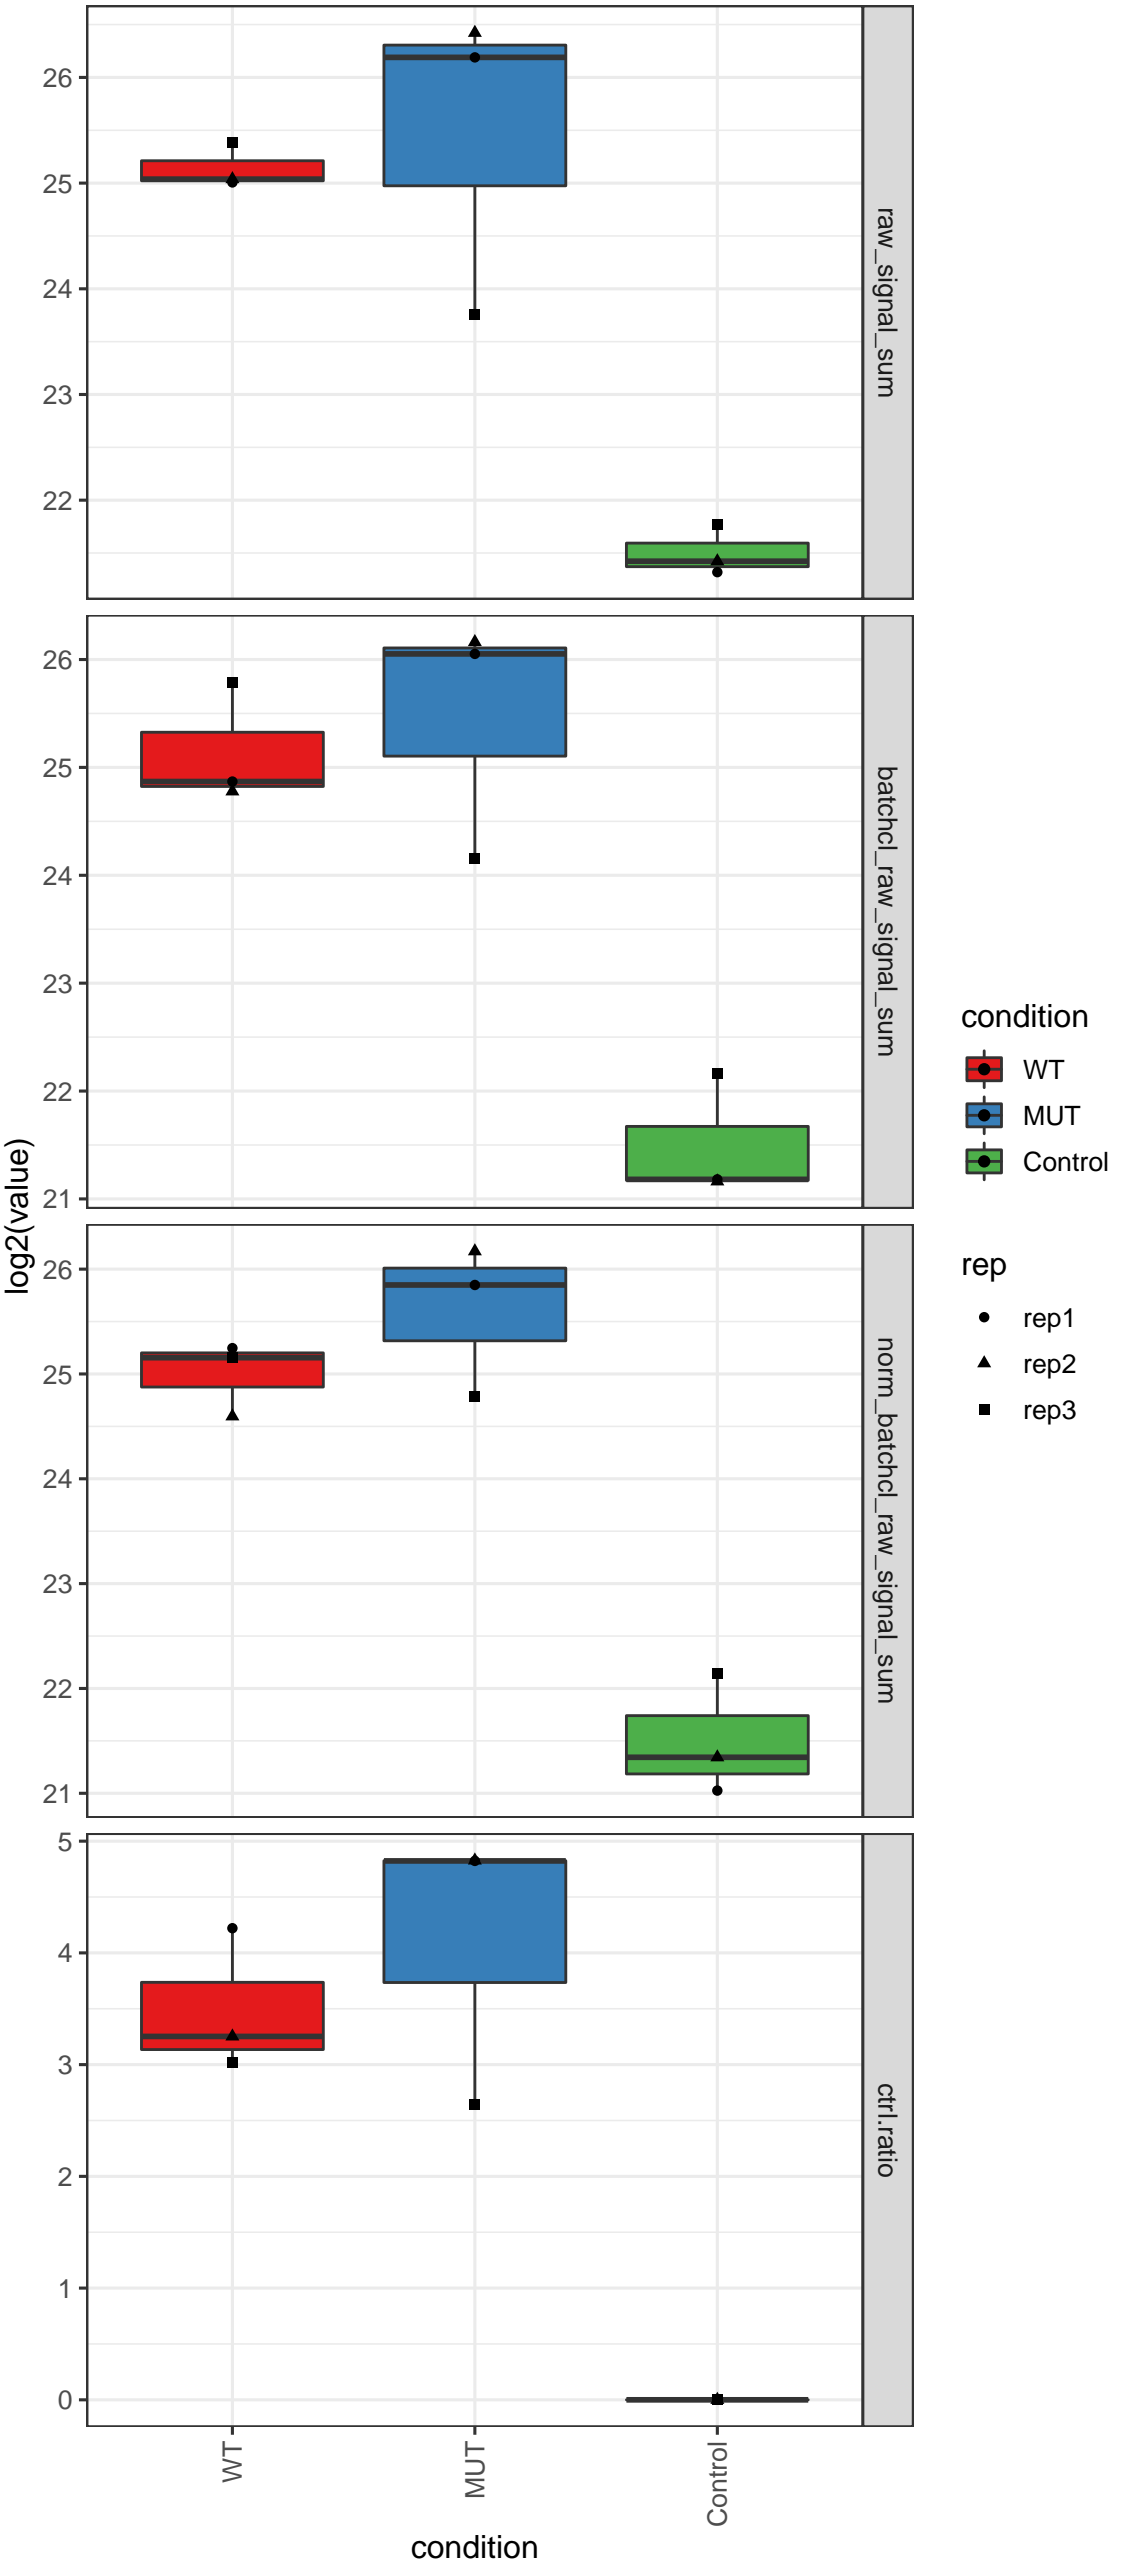 26
25
24
23
22
raw_signal_sum
26
25
24
23
22
21
batchcl_raw_signal_sum
26
25
24
23
22
21
norm_batchcl_raw_signal_sum
5
4
3
2
1
0
ctrl.ratio
log2(value)
WT
MUT
Control
condition
condition
WT
MUT
Control
rep
rep1
rep2
rep3